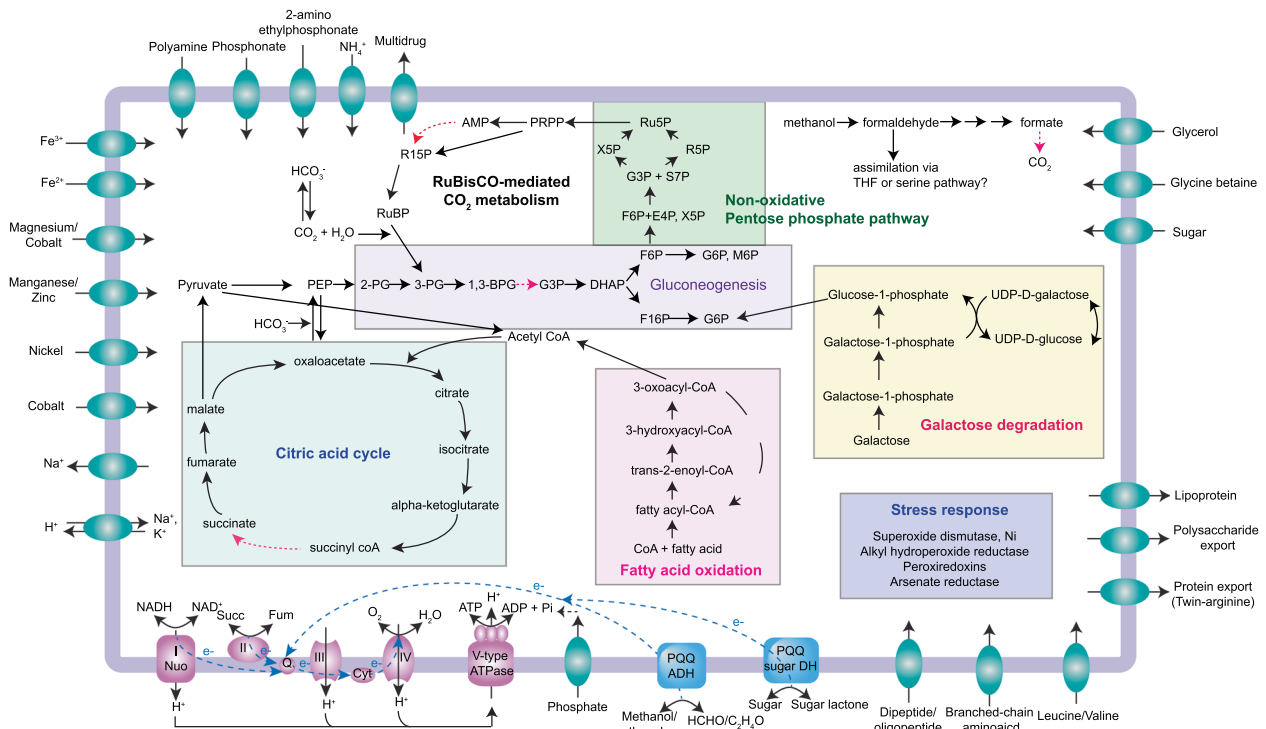 2-amino
ethylphosphonate
Polyamine
Phosphonate
NH4+
Multidrug
Fe3+
Fe2+
Magnesium/
Cobalt
Manganese/
Zinc
Nickel
Cobalt
Na+
H+
Na+,
K+
AMP
PRPP
Ru5P
R15P
X5P
R5P
G3P + S7P
F6P+E4P, X5P
HCO3-
RuBisCO-mediated
CO2 metabolism
RuBP
CO2 + H2O
Non-oxidative
Pentose phosphate pathway
methanol
formaldehyde
formate
CO2
assimilation via
THF or serine pathway?
Glycerol
Glycine betaine
Sugar
Pyruvate
PEP
2-PG
3-PG
1,3-BPG
G3P
DHAP
F6P
G6P, M6P
Gluconeogenesis
F16P
G6P
HCO3-
Acetyl CoA
oxaloacetate
citrate
isocitrate
alpha-ketoglutarate
succinyl coA
succinate
fumarate
malate
Citric acid cycle
3-oxoacyl-CoA
3-hydroxyacyl-CoA
trans-2-enoyl-CoA
fatty acyl-CoA
CoA + fatty acid
Fatty acid oxidation
Glucose-1-phosphate
UDP-D-galactose
Galactose-1-phosphate
UDP-D-glucose
Galactose-1-phosphate
Galactose degradation
Galactose
Stress response
Superoxide dismutase, Ni
Alkyl hydroperoxide reductase
Peroxiredoxins
Arsenate reductase
Lipoprotein
Polysaccharide
export
Protein export
(Twin-arginine)
NADH
NAD+
Succ
Fum
O2
H2O
ATP
H+
ADP + Pi
e-
e-
I
Nuo
e-
II
e-
Q
e-
III
Cyt
e-
IV
V-type
ATPase
PQQ
ADH
PQQ
sugar DH
H+
H+
H+
Phosphate
Methanol/
HCHO/C2H4O
Sugar
Sugar lactone
Dipeptide/
oligopeptide
Branched-chain
aminoaicd
Leucine/Valine